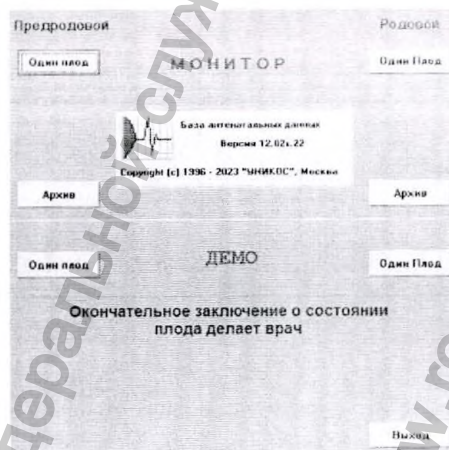 Предродовой
Родовой
Один плод
МОНИТОР
Один Плод
База антенатальных данных
Версия 12.02s.22
Copyright (c) 1996 - 2023 "УНИКОС", Москва
Архив
Архив
Один плод
ДЕМО
Один Плод
Окончательное заключение о состоянии
плода делает врач
Выход